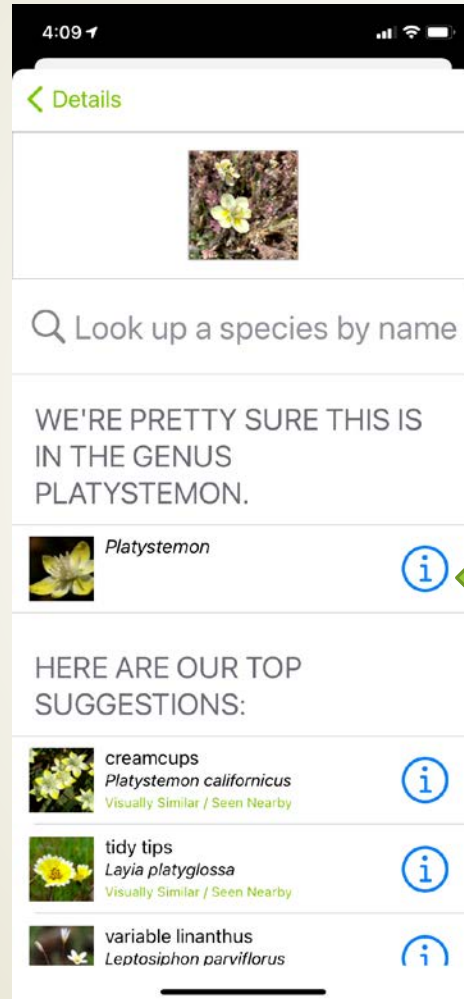 4:09
Details
Look up a species by name
WE'RE PRETTY SURE THIS IS
IN THE GENUS
PLATYSTEMON.
Platystemon
HERE ARE OUR TOP
SUGGESTIONS:
creamcups
Platystemon californicus
Visually Similar / Seen Nearby
tidy tips
Layia platyglossa
Visually Similar / Seen Nearby
variable linanthus
Leptosiphon parviflorus